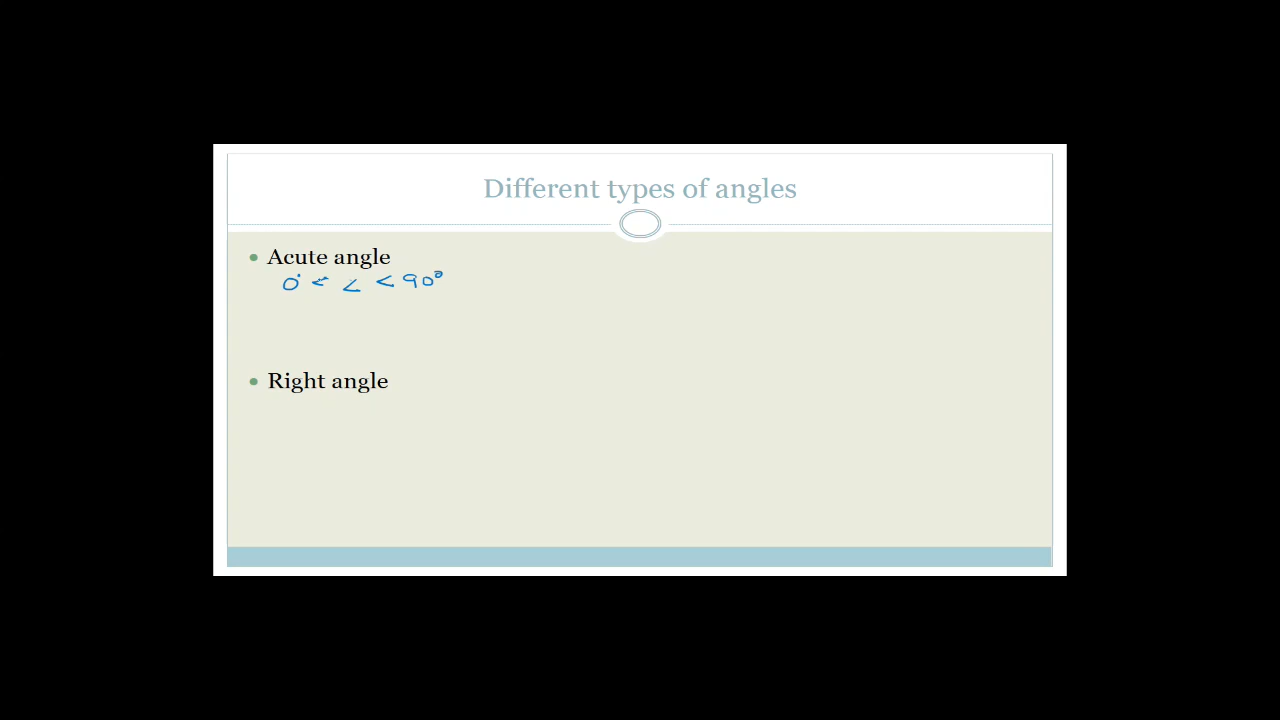 Different types of angles
• Acute angle
0° < ∠ < 90°
• Right angle